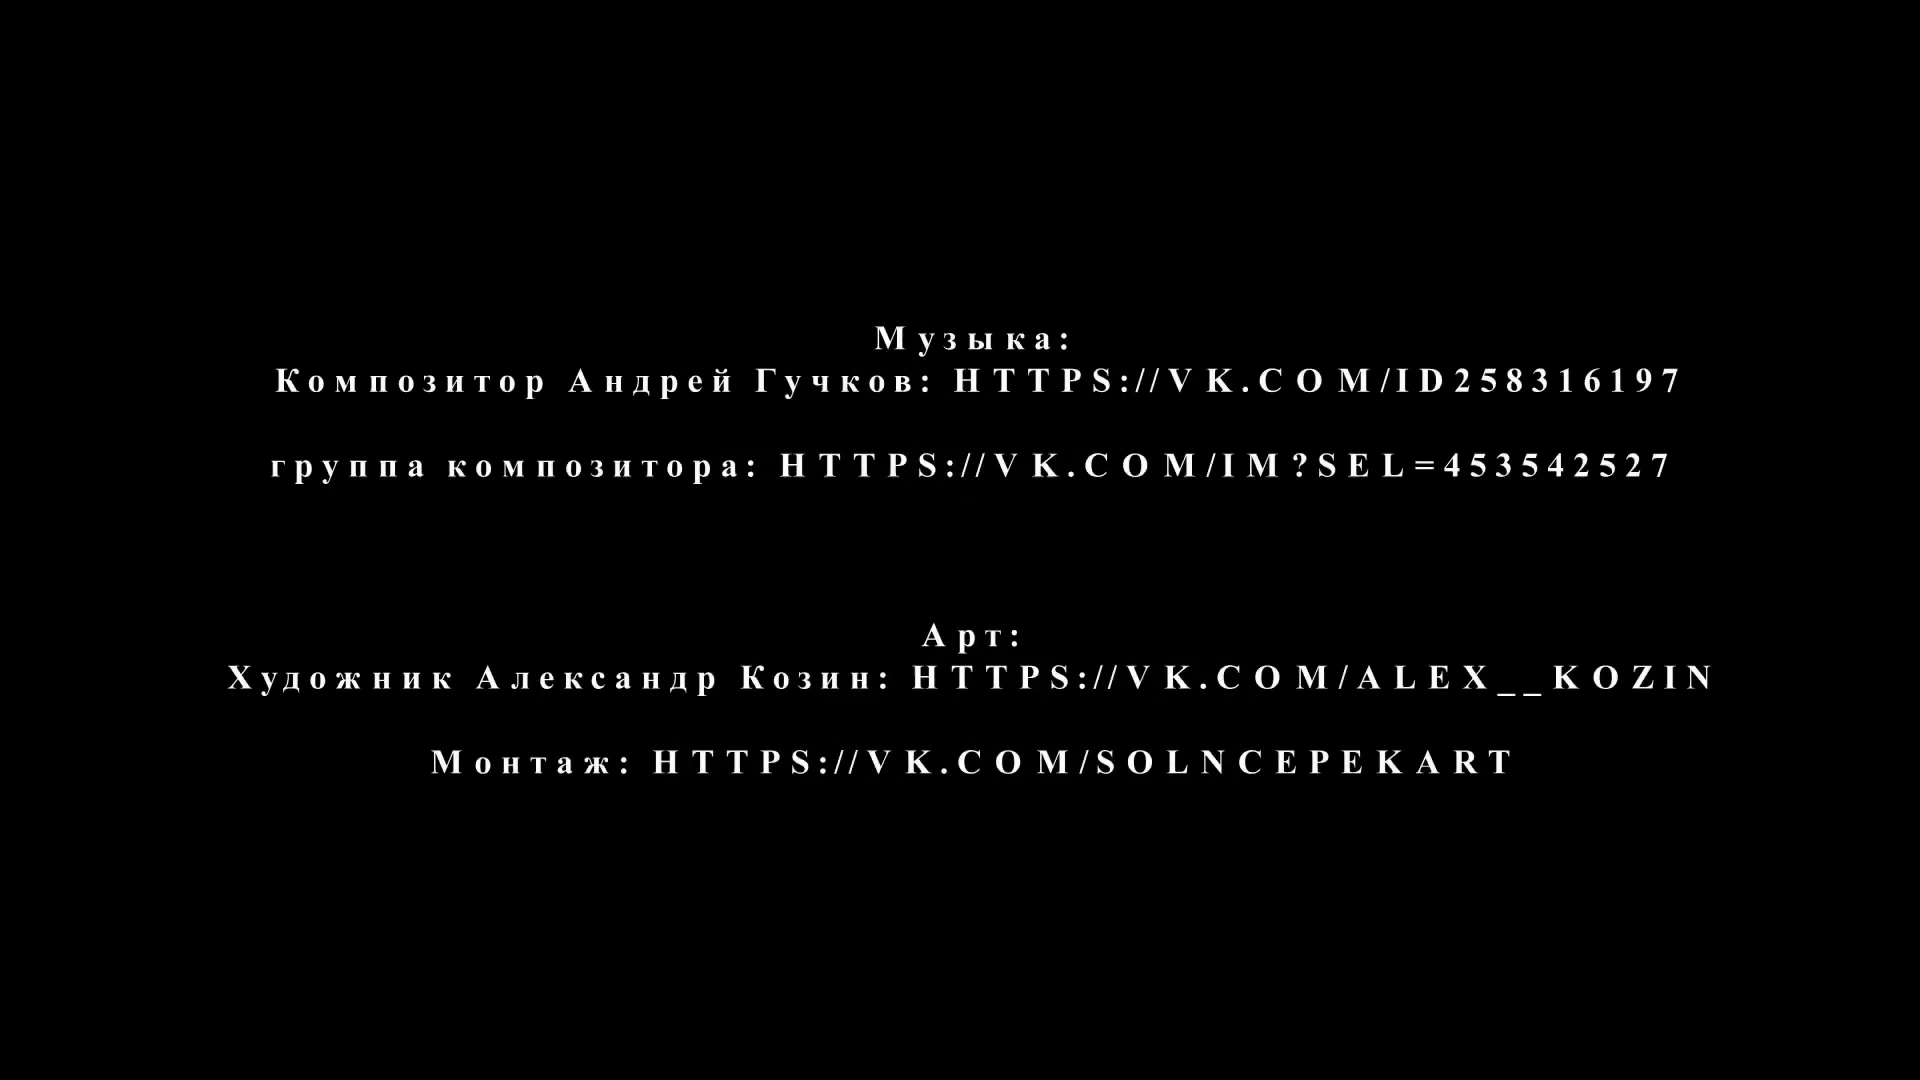 Музыка:
Композитор Андрей Гучков: HTTPS://VK.COM/ID258316197
группа композитора: HTTPS://VK.COM/IM?SEL=453542527
Арт:
Художник Александр Козин: HTTPS://VK.COM/ALEX__KOZIN
Монтаж: HTTPS://VK.COM/SOLNCEPEKART